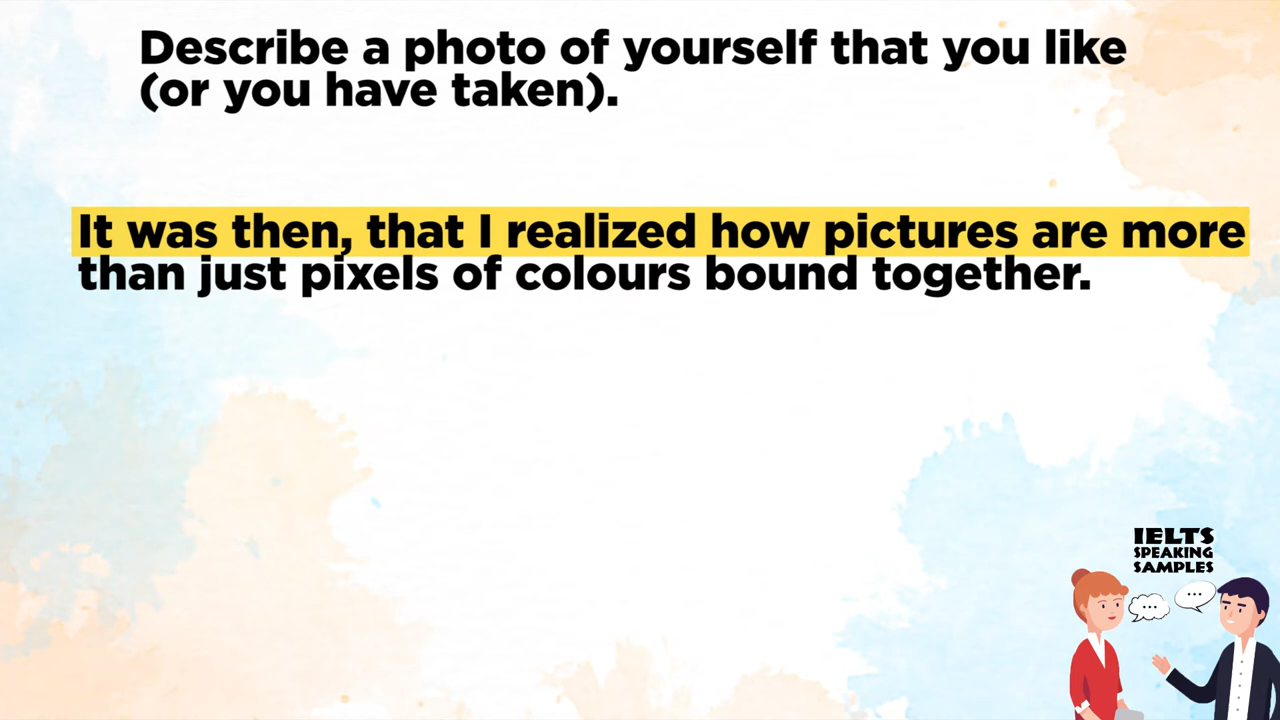 Describe a photo of yourself that you like
(or you have taken).
It was then, that I realized how pictures are more
than just pixels of colours bound together.
IELTS
SPEAKING
SAMPLES